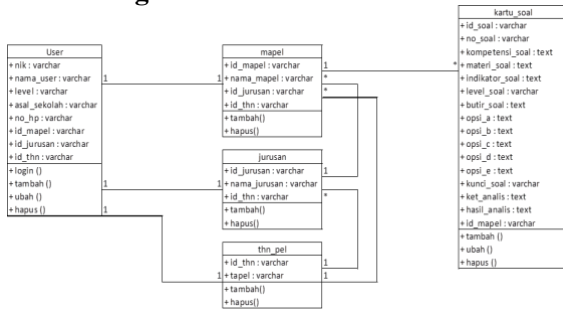 User
+ nik : varchar
+ nama_user : varchar
+ level : varchar
+ asal_sekolah : varchar
+ no_hp : varchar
+ id_mapel : varchar
+ id_jurusan : varchar
+ id_thn : varchar
+ login ()
+ tambah ()
+ ubah ()
+ hapus ()
1
1
1
mapel
+ id_mapel : varchar
+ nama_mapel : varchar
+ id_jurusan : varchar
+ id_thn : varchar
+ tambah()
+ hapus()
1
1
*
*
jurusan
+ id_jurusan : varchar
+ nama_jurusan : varchar
+ id_thn : varchar
+ tambah()
+ hapus()
1
1
*
thn_pel
+ id_thn : varchar
+ tapel : varchar
+ tambah()
+ hapus()
1
1
1
kartu_soal
+ id_soal : varchar
+ no_soal : varchar
+ kompetensi_soal : text
+ materi_soal : text
+ indikator_soal : text
+ level_soal : varchar
+ butir_soal : text
+ opsi_a : text
+ opsi_b : text
+ opsi_c : text
+ opsi_d : text
+ opsi_e : text
+ kunci_soal : varchar
+ ket_analis : text
+ hasil_analis : text
+ id_mapel : varchar
+ tambah ()
+ ubah ()
+ hapus ()
*